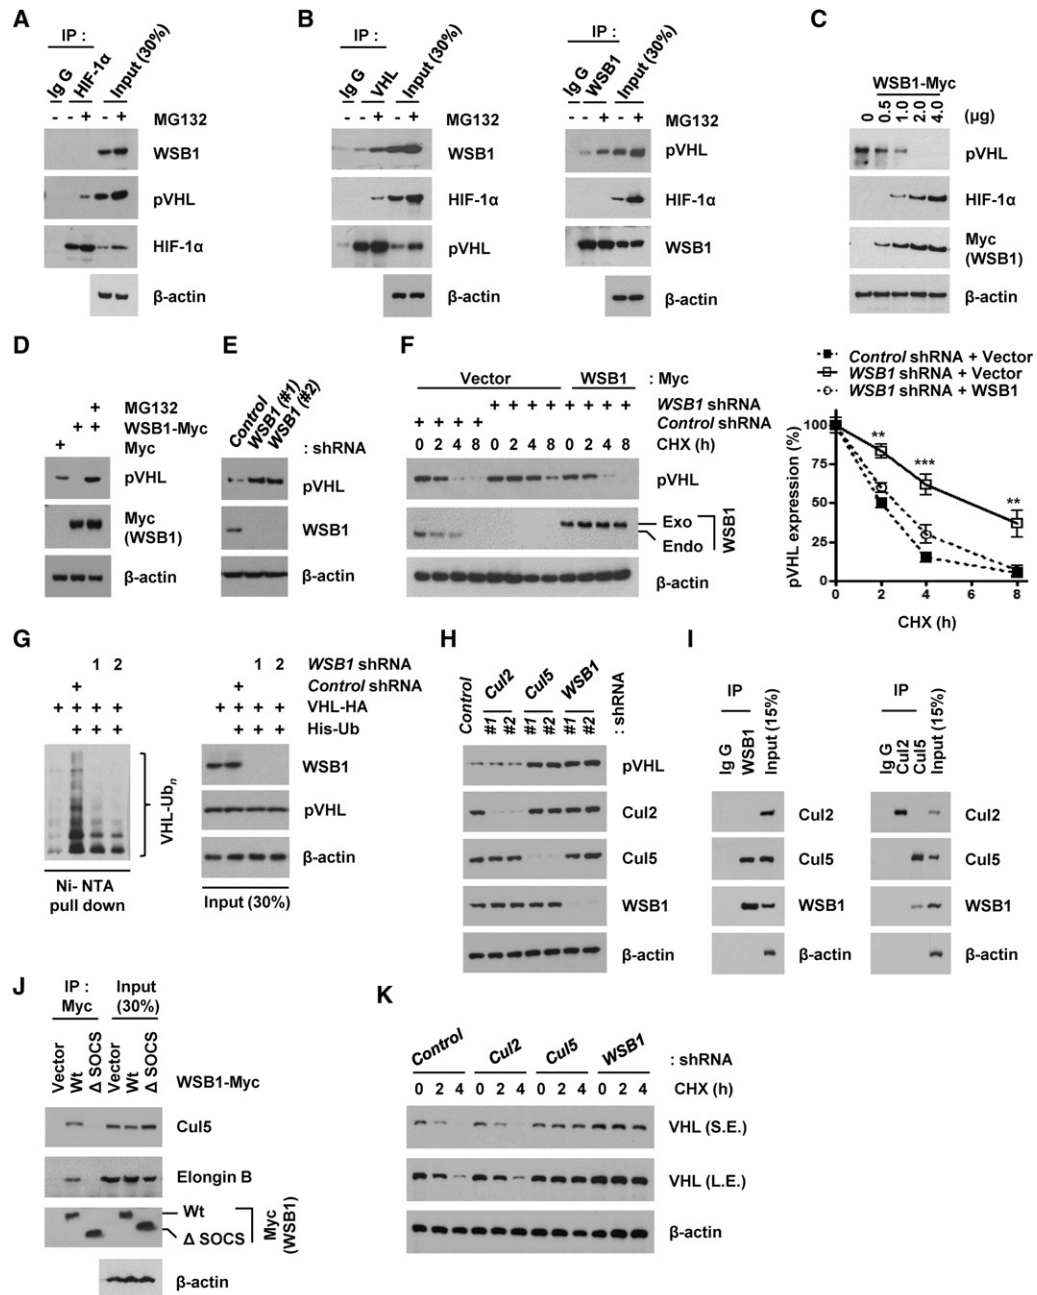 A
IP :
Ig G
HIF-1α
Input (30%)
- - + - + MG132
WSB1
pVHL
HIF-1α
β-actin
B
IP :
Ig G
VHL
Input (30%)
- - + - + MG132
WSB1
HIF-1α
pVHL
β-actin
IP :
Ig G
WSB1
Input (30%)
- - + - + MG132
pVHL
HIF-1α
WSB1
β-actin
C
WSB1-Myc
0 0.5 1.0 2.0 4.0 (μg)
pVHL
HIF-1α
Myc
(WSB1)
β-actin
D
+ MG132
+ + WSB1-Myc
+ Myc
pVHL
Myc
(WSB1)
β-actin
E
Control
WSB1 (#1)
WSB1 (#2)
: shRNA
pVHL
WSB1
β-actin
F
Vector WSB1 : Myc
+ + + + + + + + WSB1 shRNA
+ + + + Control shRNA
0 2 4 8 0 2 4 8 0 2 4 8 CHX (h)
pVHL
Exo
Endo
WSB1
β-actin
Control shRNA + Vector
WSB1 shRNA + Vector
WSB1 shRNA + WSB1
pVHL expression (%)
100
75
50
25
0
**
***
**
0 2 4 6 8
CHX (h)
G
1 2 WSB1 shRNA
+ Control shRNA
+ + + + VHL-HA
+ + + His-Ub
VHL-Ubn
Ni- NTA
pull down
1 2
+
+ + + +
+ + +
WSB1
pVHL
β-actin
Input (30%)
H
Control
Cul2
Cul5
WSB1
#1 #2 #1 #2 #1 #2
: shRNA
pVHL
Cul2
Cul5
WSB1
β-actin
I
IP
Ig G
WSB1
Input (15%)
Cul2
Cul5
WSB1
β-actin
IP
Ig G
Cul2
Cul5
Input (15%)
Cul2
Cul5
WSB1
β-actin
J
IP : Input
Myc (30%)
Vector
Wt
Δ SOCS
Vector
Wt
Δ SOCS
WSB1-Myc
Cul5
Elongin B
Wt
Δ SOCS
Myc
(WSB1)
β-actin
K
Control Cul2 Cul5 WSB1 : shRNA
0 2 4 0 2 4 0 2 4 0 2 4 CHX (h)
VHL (S.E.)
VHL (L.E.)
β-actin